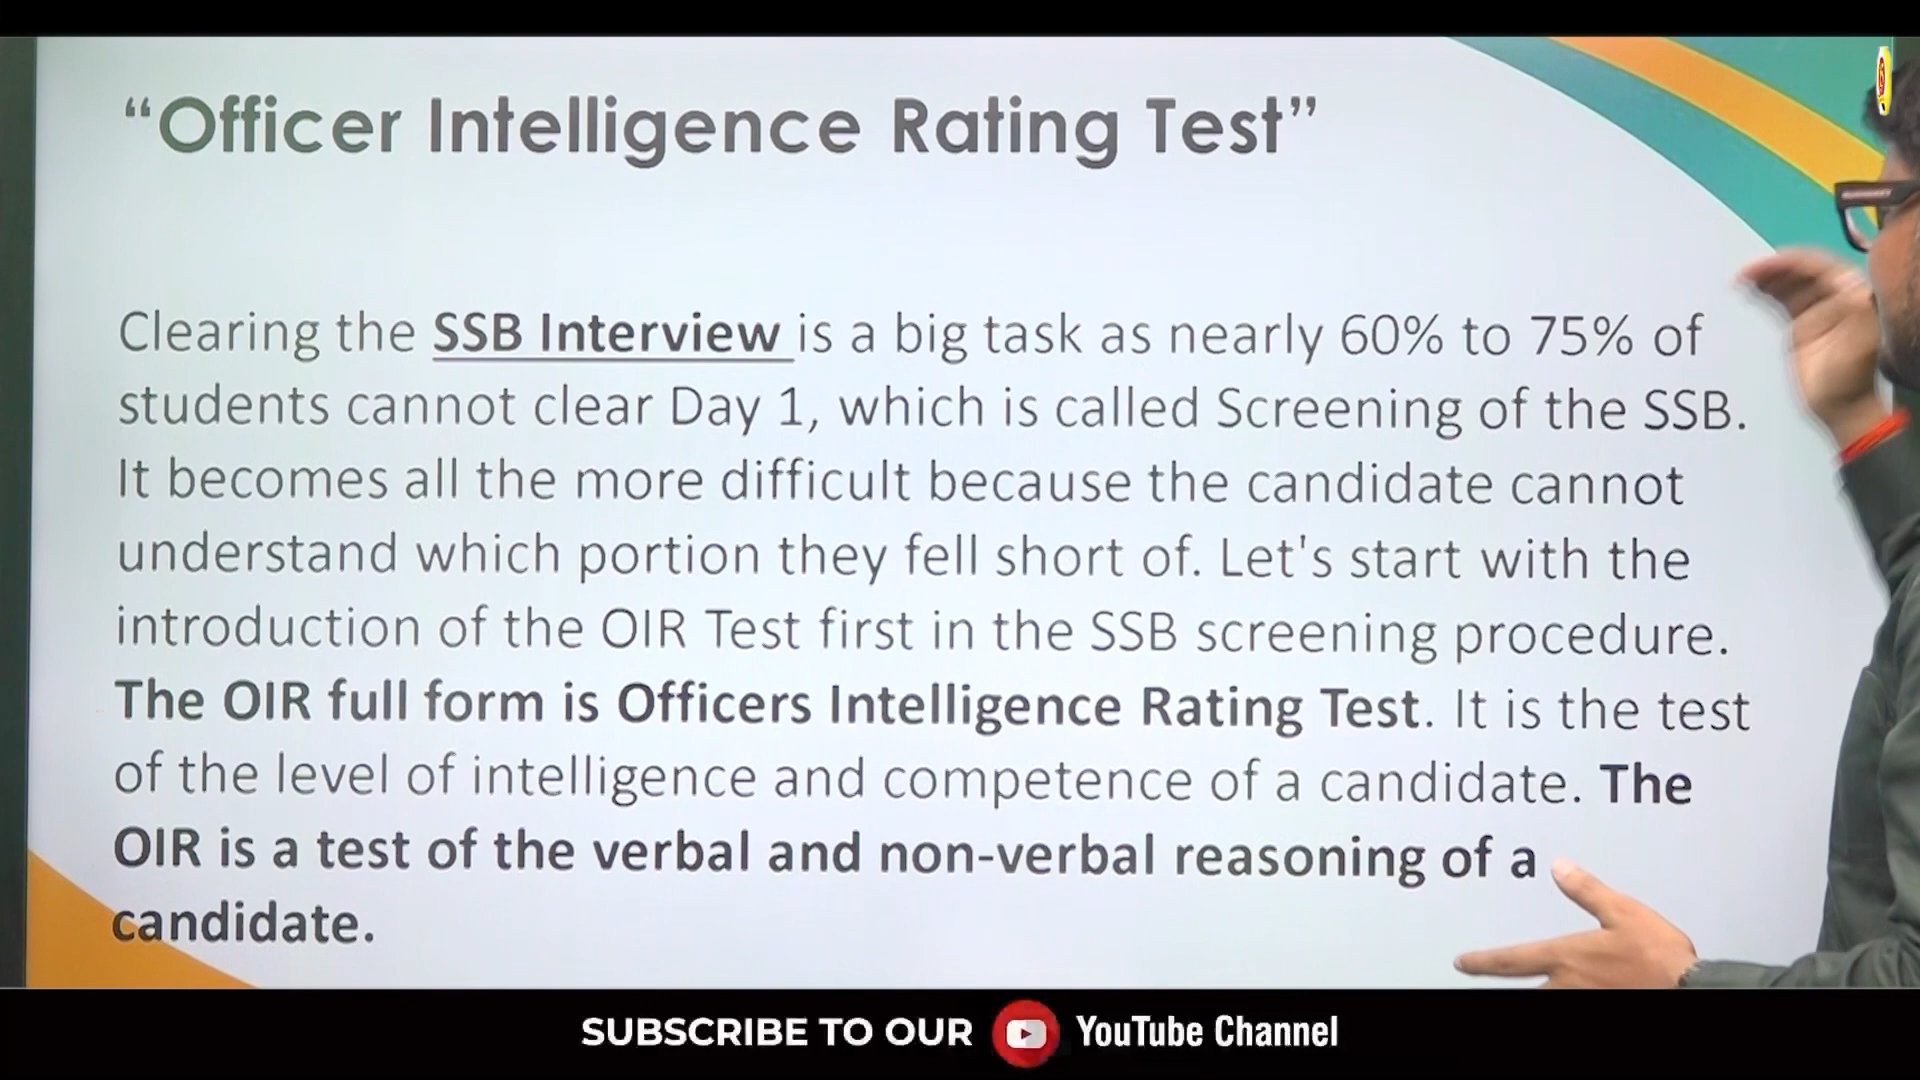 “Officer Intelligence Rating Test”
Clearing the SSB Interview is a big task as nearly 60% to 75% of
students cannot clear Day 1, which is called Screening of the SSB.
It becomes all the more difficult because the candidate cannot
understand which portion they fell short of. Let's start with the
introduction of the OIR Test first in the SSB screening procedure.
The OIR full form is Officers Intelligence Rating Test. It is the test
of the level of intelligence and competence of a candidate. The
OIR is a test of the verbal and non-verbal reasoning of a
candidate.
SUBSCRIBE TO OUR YouTube Channel